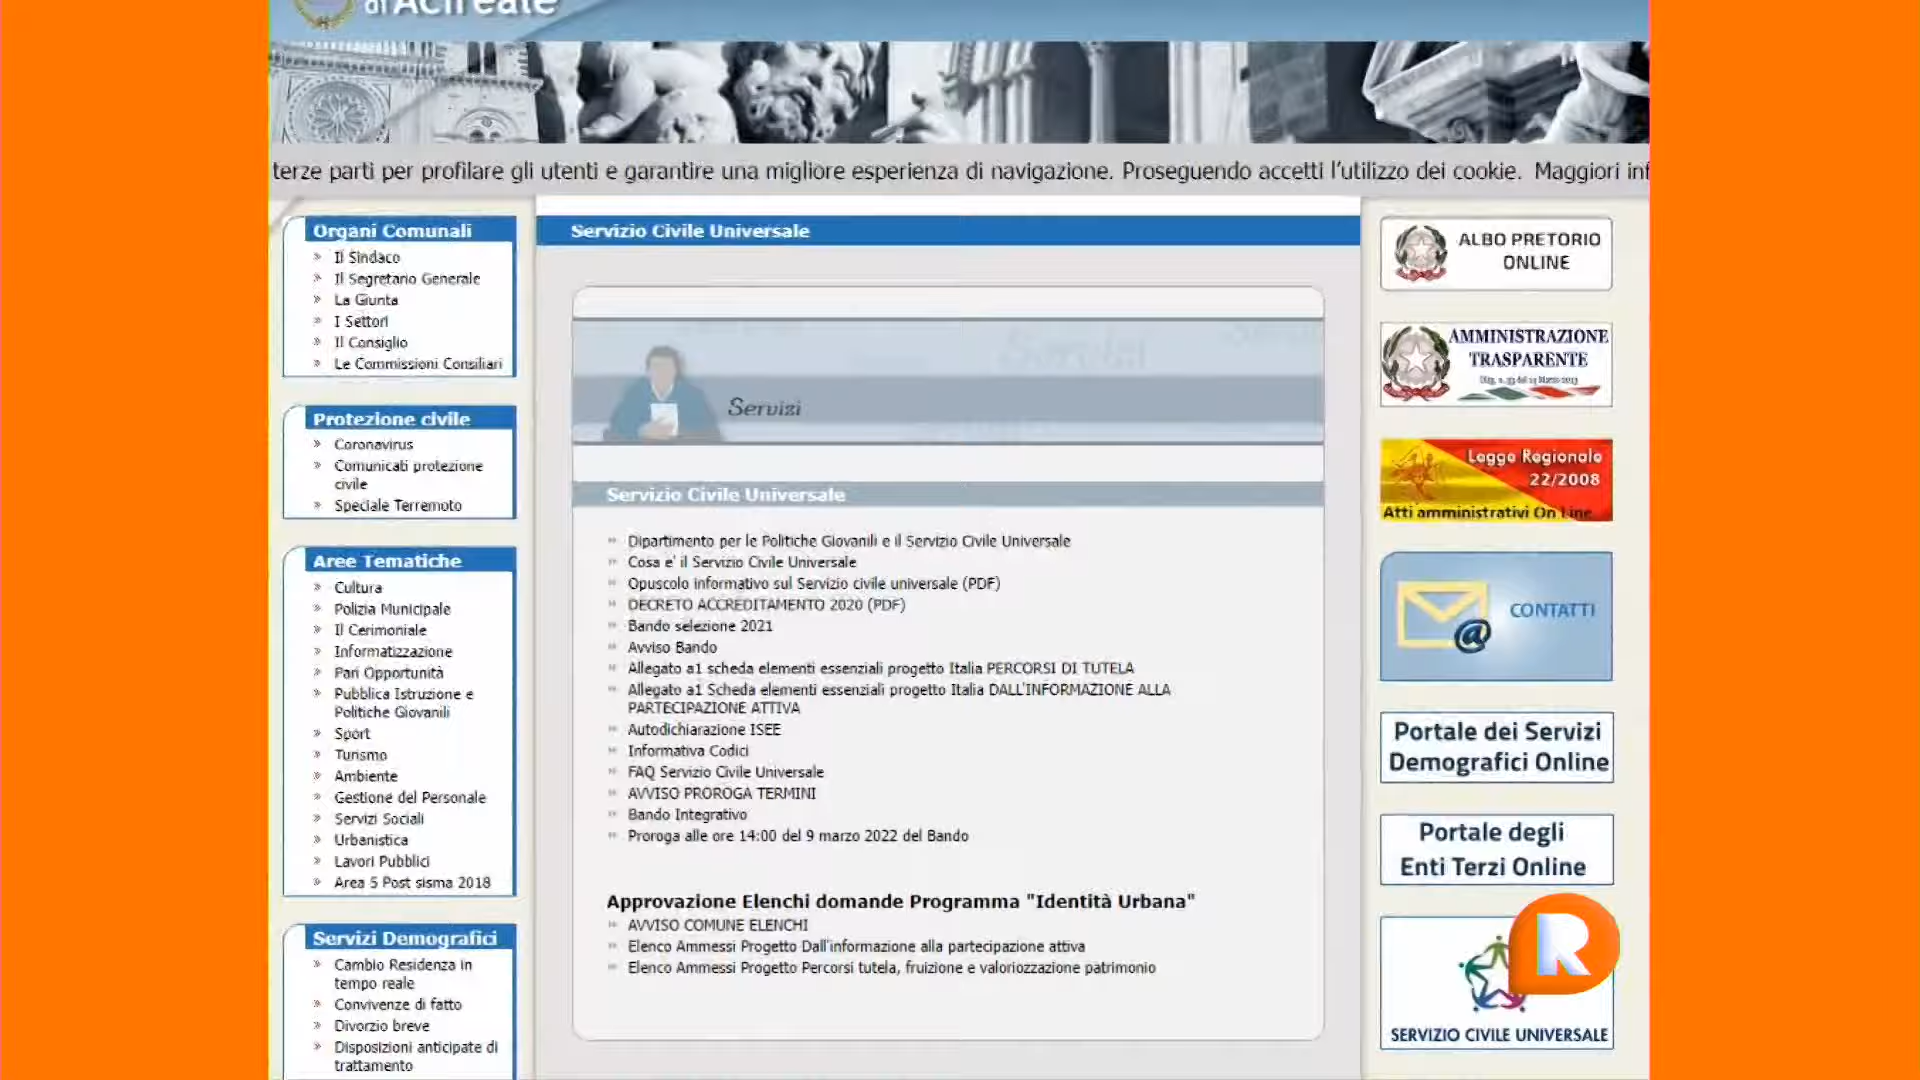 di Acireale
terze parti per profilare gli utenti e garantire una migliore esperienza di navigazione. Proseguendo accetti l'utilizzo dei cookie. Maggiori inf
Organi Comunali
Il Sindaco
Il Segretario Generale
La Giunta
I Settori
Il Consiglio
Le Commissioni Consiliari
Protezione civile
Coronavirus
Comunicati protezione
civile
Speciale Terremoto
Aree Tematiche
Cultura
Polizia Municipale
Il Cerimoniale
Informatizzazione
Pari Opportunità
Pubblica Istruzione e
Politiche Giovanili
Sport
Turismo
Ambiente
Gestione del Personale
Servizi Sociali
Urbanistica
Lavori Pubblici
Area 5 Post sisma 2018
Servizi Demografici
Cambio Residenza in
tempo reale
Convivenze di fatto
Divorzio breve
Disposizioni anticipate di
trattamento
Servizio Civile Universale
Servizi
Servizi
Servizio Civile Universale
Dipartimento per le Politiche Giovanili e il Servizio Civile Universale
Cosa e' il Servizio Civile Universale
Opuscolo informativo sul Servizio civile universale (PDF)
DECRETO ACCREDITAMENTO 2020 (PDF)
Bando selezione 2021
Avviso Bando
Allegato a1 scheda elementi essenziali progetto Italia PERCORSI DI TUTELA
Allegato a1 Scheda elementi essenziali progetto Italia DALL'INFORMAZIONE ALLA
PARTECIPAZIONE ATTIVA
Autodichiarazione ISEE
Informativa Codici
FAQ Servizio Civile Universale
AVVISO PROROGA TERMINI
Bando Integrativo
Proroga alle ore 14:00 del 9 marzo 2022 del Bando
Approvazione Elenchi domande Programma "Identità Urbana"
AVVISO COMUNE ELENCHI
Elenco Ammessi Progetto Dall'informazione alla partecipazione attiva
Elenco Ammessi Progetto Percorsi tutela, fruizione e valoriozzazione patrimonio
ALBO PRETORIO
ONLINE
AMMINISTRAZIONE
TRASPARENTE
Dlg. n. 33 del 14 Marzo 2013
Legge Regionale
22/2008
Atti amministrativi On Line
CONTATTI
Portale dei Servizi
Demografici Online
Portale degli
Enti Terzi Online
R
SERVIZIO CIVILE UNIVERSALE